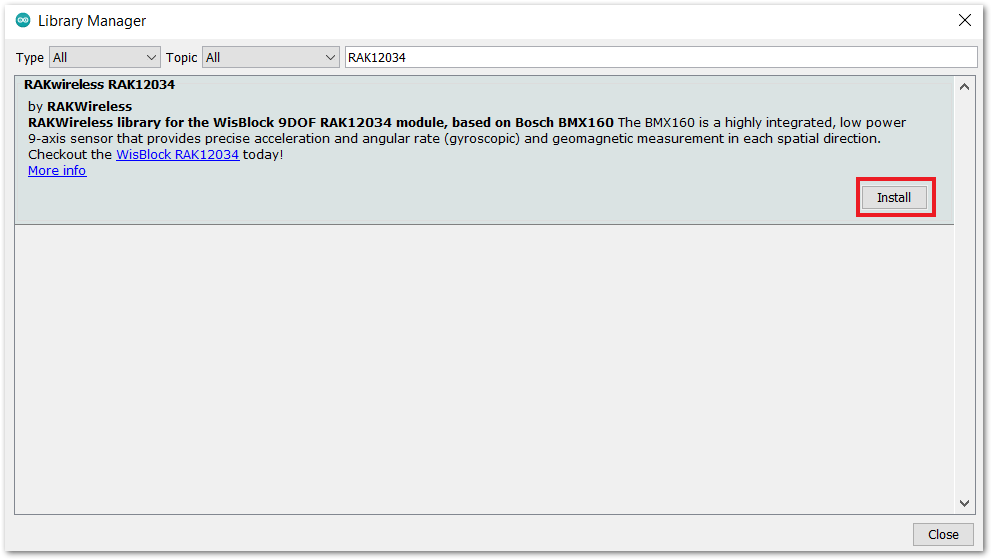 Library Manager
Type All Topic All RAK12034
RAKwireless RAK12034
by RAKWireless
RAKWireless library for the WisBlock 9DOF RAK12034 module, based on Bosch BMX160 The BMX160 is a highly integrated, low power
9-axis sensor that provides precise acceleration and angular rate (gyroscopic) and geomagnetic measurement in each spatial direction.
Checkout the WisBlock RAK12034 today!
More info
Install
Close